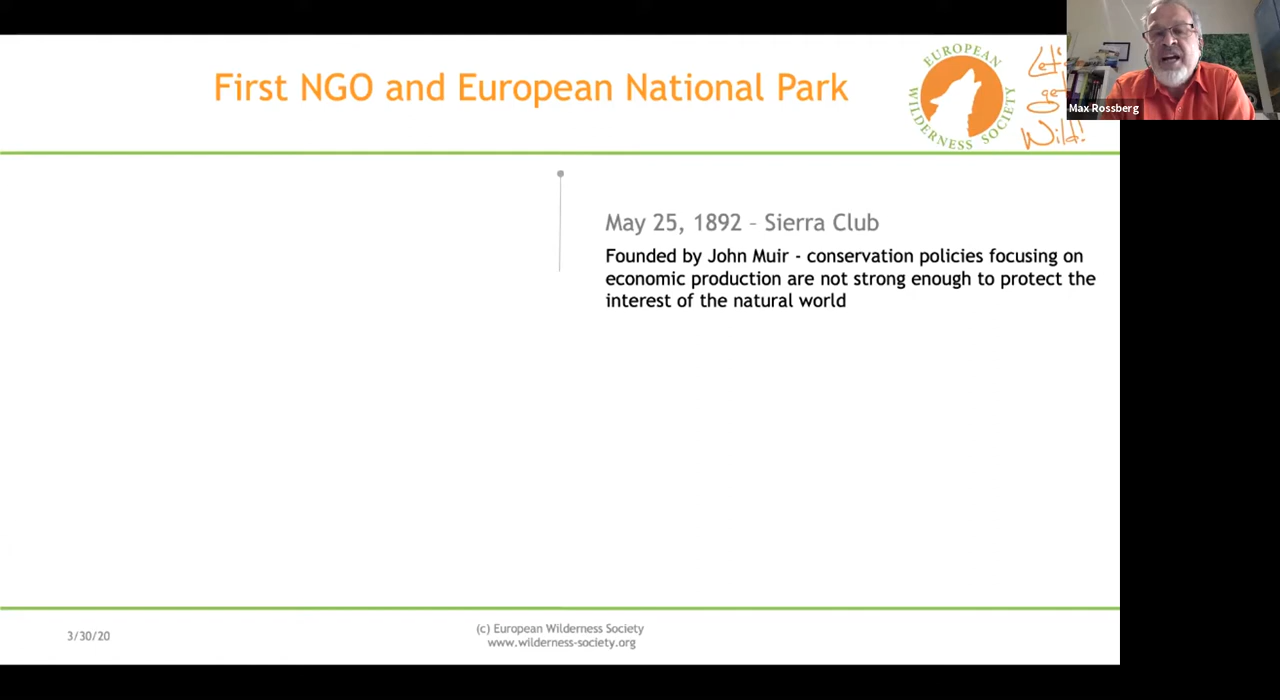 First NGO and European National Park
EUROPEAN
WILDERNESS SOCIETY
Let's
get
Wild!
Max Rossberg
May 25, 1892 – Sierra Club
Founded by John Muir - conservation policies focusing on
economic production are not strong enough to protect the
interest of the natural world
3/30/20
(c) European Wilderness Society
www.wilderness-society.org